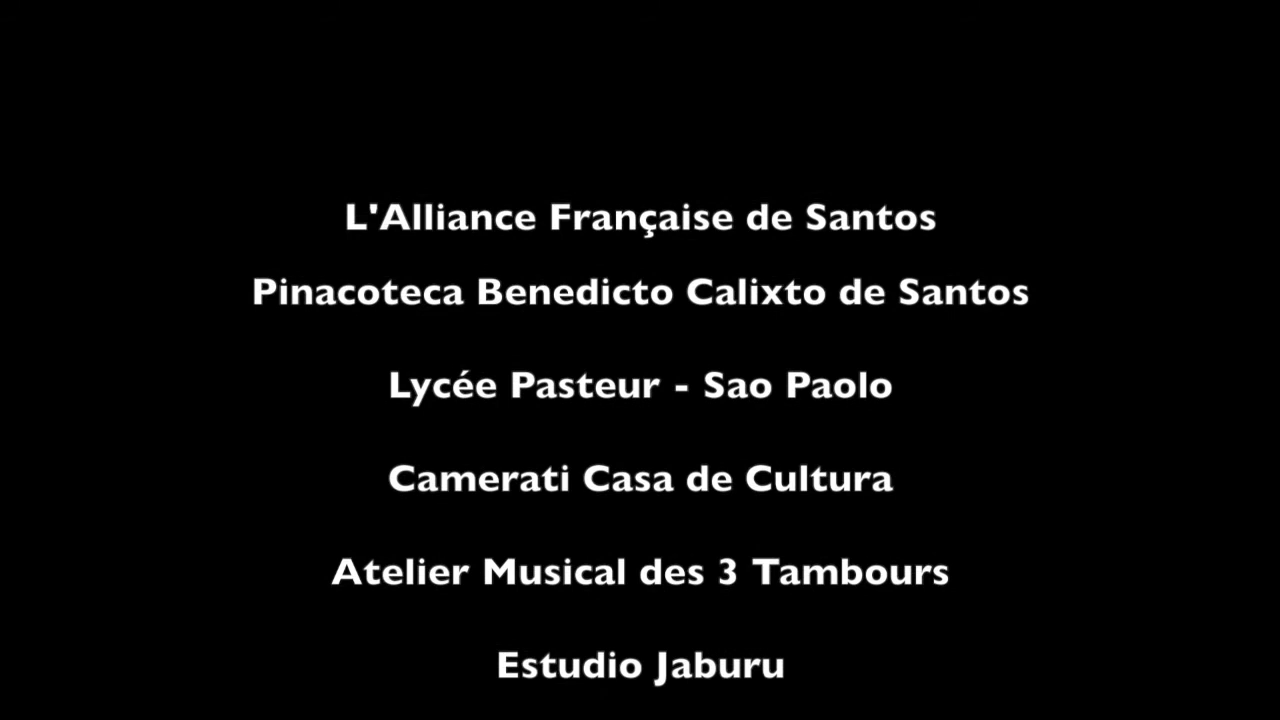 L'Alliance Française de Santos
Pinacoteca Benedicto Calixto de Santos
Lycée Pasteur - Sao Paolo
Camerati Casa de Cultura
Atelier Musical des 3 Tambours
Estudio Jaburu